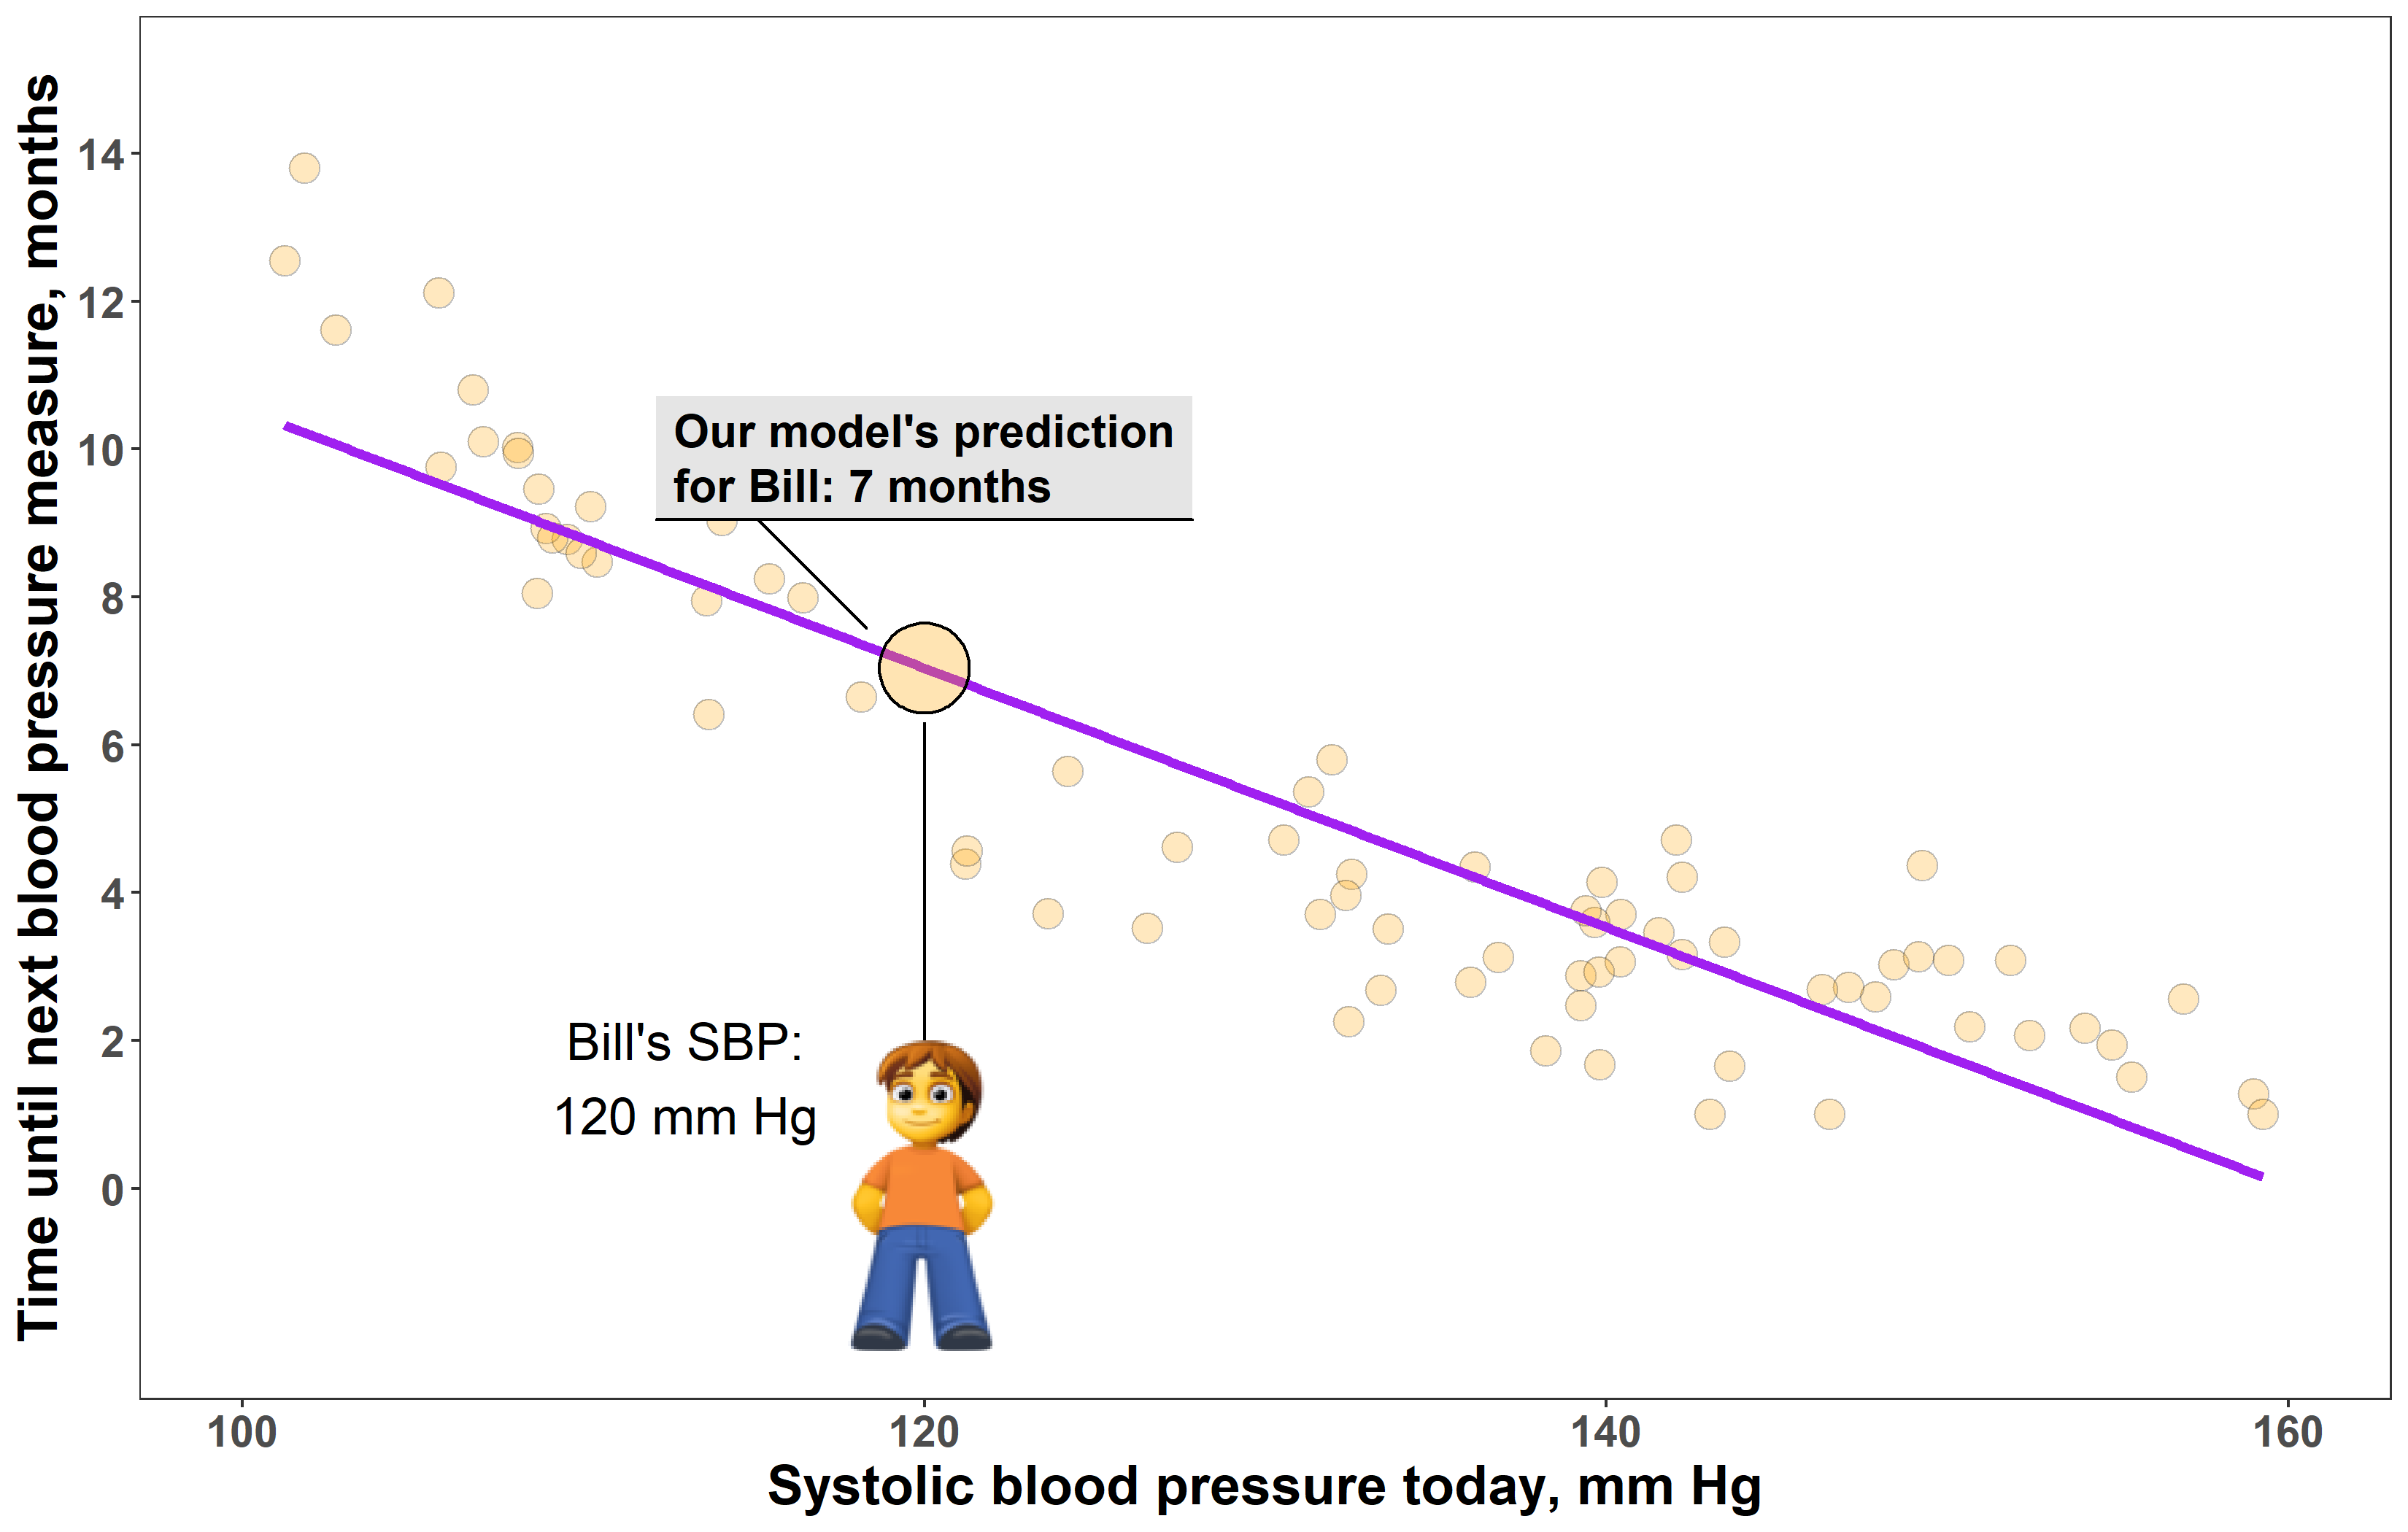 Time until next blood pressure measure, months
14
12
10
8
6
4
2
0
Our model's prediction
for Bill: 7 months
Bill's SBP:
120 mm Hg
100
120
140
160
Systolic blood pressure today, mm Hg